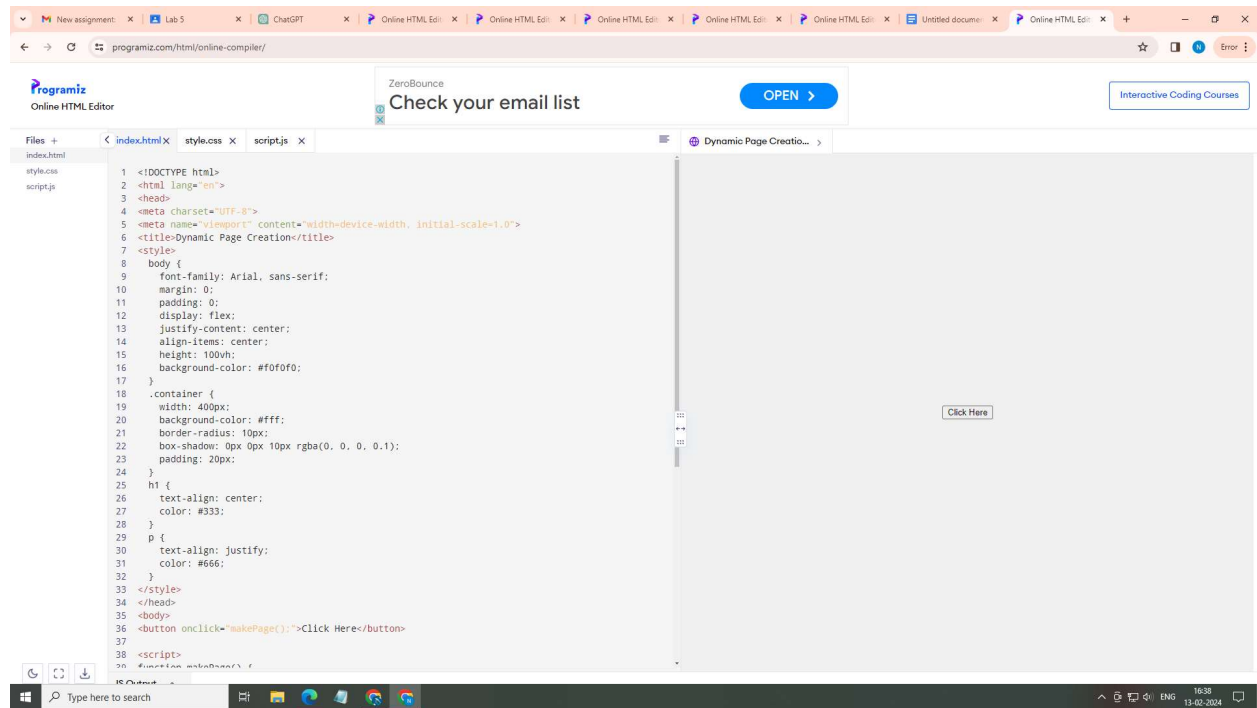 New assignment: Lab 5 ChatGPT Online HTML Edit Online HTML Edit Online HTML Edit Online HTML Edit Online HTML Edit Untitled documen Online HTML Edit
programiz.com/html/online-compiler/ Error
Programiz
Online HTML Editor
ZeroBounce
Check your email list
OPEN >
Interactive Coding Courses
Files +
index.html
style.css
script.js
index.html style.css script.js
1 <!DOCTYPE html>
2 <html lang="en">
3 <head>
4 <meta charset="UTF-8">
5 <meta name="viewport" content="width=device-width, initial-scale=1.0">
6 <title>Dynamic Page Creation</title>
7 <style>
8 body {
9 font-family: Arial, sans-serif;
10 margin: 0;
11 padding: 0;
12 display: flex;
13 justify-content: center;
14 align-items: center;
15 height: 100vh;
16 background-color: #f0f0f0;
17 }
18 .container {
19 width: 400px;
20 background-color: #fff;
21 border-radius: 10px;
22 box-shadow: 0px 0px 10px rgba(0, 0, 0, 0.1);
23 padding: 20px;
24 }
25 h1 {
26 text-align: center;
27 color: #333;
28 }
29 p {
30 text-align: justify;
31 color: #666;
32 }
33 </style>
34 </head>
35 <body>
36 <button onclick="makePage();">Click Here</button>
37
38 <script>
39 function makePage() {
JS Output
Dynamic Page Creatio...
Click Here
Type here to search
ENG
16:38
13-02-2024